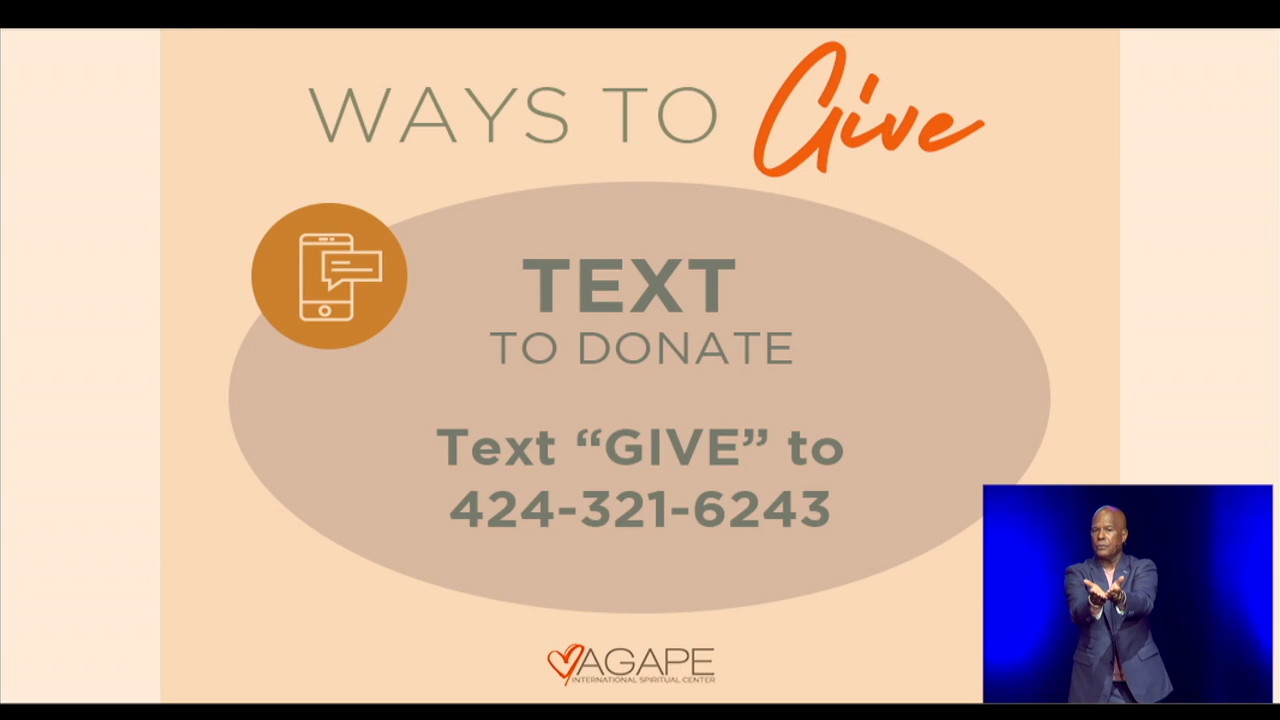 WAYS TO Give
TEXT
TO DONATE
Text “GIVE” to
424-321-6243
AGAPE
INTERNATIONAL SPIRITUAL CENTER